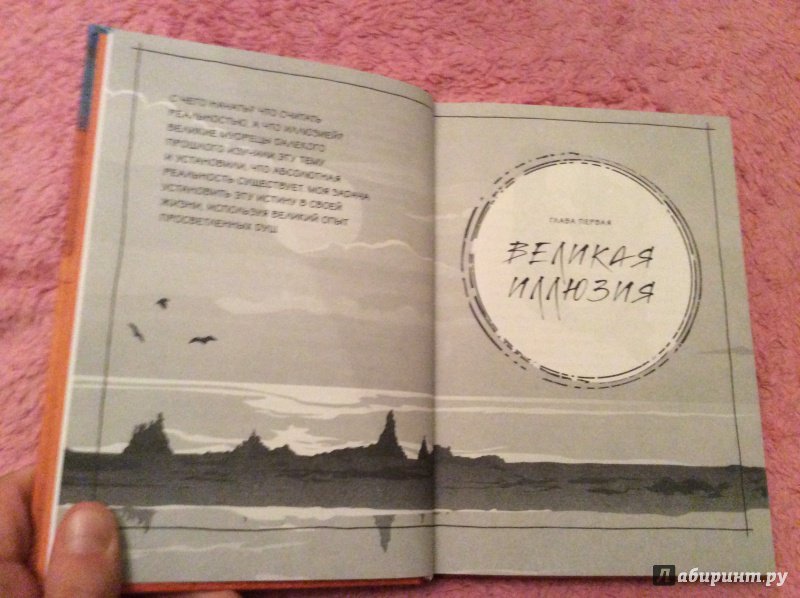 С ЧЕГО НАЧАТЬ? ЧТО СЧИТАТЬ
РЕАЛЬНОСТЬЮ, А ЧТО ИЛЛЮЗИЕЙ?
ВЕЛИКИЕ МУДРЕЦЫ ДАЛЕКОГО
ПРОШЛОГО ИЗУЧИЛИ ЭТУ ТЕМУ
И УСТАНОВИЛИ, ЧТО АБСОЛЮТНАЯ
РЕАЛЬНОСТЬ СУЩЕСТВУЕТ. МОЯ ЗАДАЧА
УСТАНОВИТЬ ЭТУ ИСТИНУ В СВОЕЙ
ЖИЗНИ, ИСПОЛЬЗУЯ ВЕЛИКИЙ ОПЫТ
ПРОСВЕТЛЕННЫХ ДУШ.
ГЛАВА ПЕРВАЯ
ВЕЛИКАЯ
ИЛЛЮЗИЯ
Лабиринт.ру